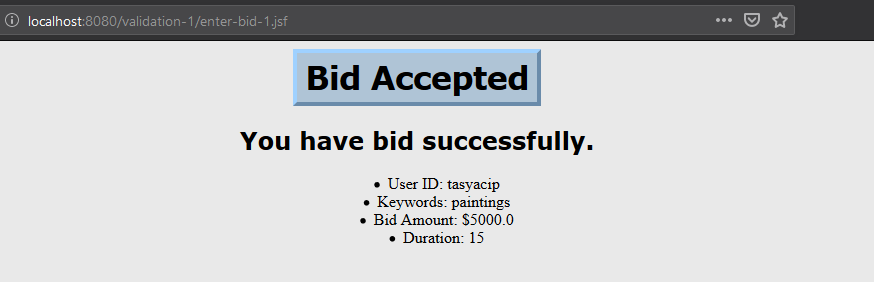 localhost:8080/validation-1/enter-bid-1.jsf
Bid Accepted
You have bid successfully.
• User ID: tasyacip
• Keywords: paintings
• Bid Amount: $5000.0
• Duration: 15